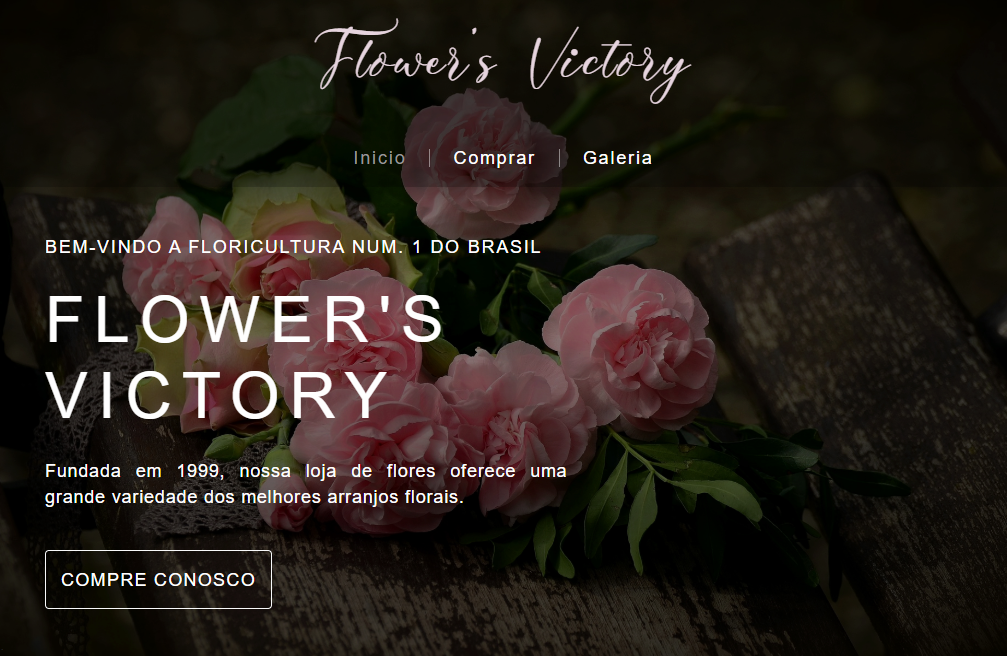 Flower's Victory
Inicio | Comprar | Galeria
BEM-VINDO A FLORICULTURA NUM. 1 DO BRASIL
FLOWER'S
VICTORY
Fundada em 1999, nossa loja de flores oferece uma
grande variedade dos melhores arranjos florais.
COMPRE CONOSCO